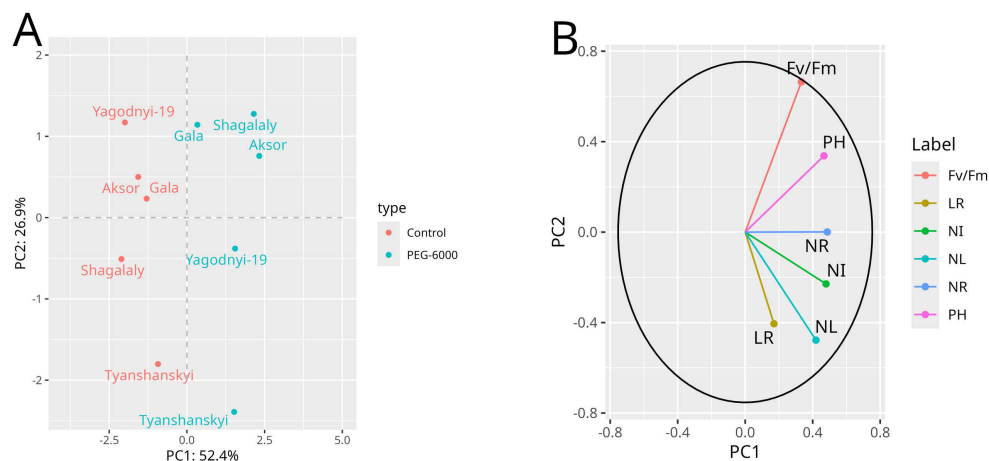 A
2
1
0
-1
-2
PC2: 26.9%
Yagodnyi-19
Gala
Shagalaly
Aksor
Aksor
Gala
Shagalaly
Yagodnyi-19
Tyanshanskyi
Tyanshanskyi
-2.5
0.0
2.5
5.0
PC1: 52.4%
type
Control
PEG-6000
B
0.8
0.4
0.0
-0.4
-0.8
PC2
Fv/Fm
PH
NR
NI
NL
LR
-0.8
-0.4
0.0
0.4
0.8
PC1
Label
Fv/Fm
LR
NI
NL
NR
PH